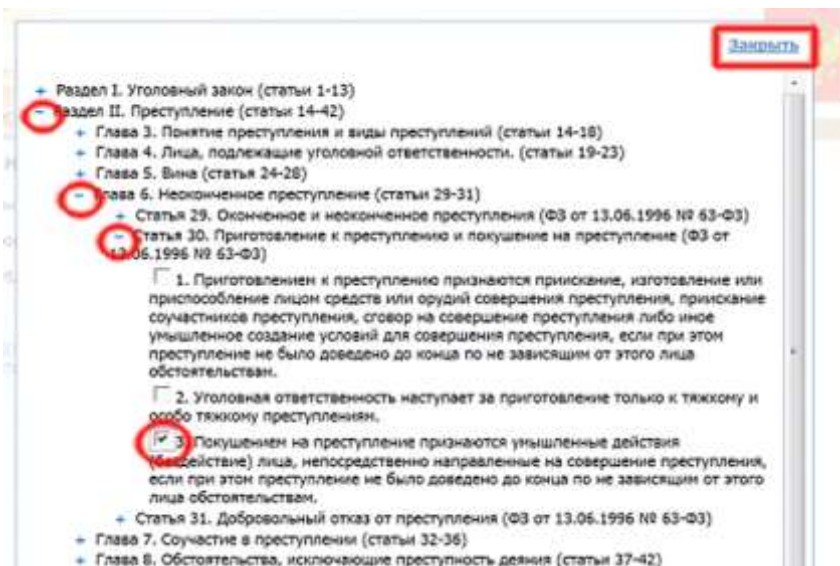 Закрыть
+ Раздел I. Уголовный закон (статьи 1-13)
− Раздел II. Преступление (статьи 14-42)
+ Глава 3. Понятие преступления и виды преступлений (статьи 14-18)
+ Глава 4. Лица, подлежащие уголовной ответственности. (статьи 19-23)
+ Глава 5. Вина (статья 24-28)
− Глава 6. Неоконченное преступление (статьи 29-31)
+ Статья 29. Оконченное и неоконченное преступления (ФЗ от 13.06.1996 № 63-ФЗ)
− Статья 30. Приготовление к преступлению и покушение на преступление (ФЗ от
13.06.1996 № 63-ФЗ)
1. Приготовлением к преступлению признаются приискание, изготовление или
приспособление лицом средств или орудий совершения преступления, приискание
соучастников преступления, сговор на совершение преступления либо иное
умышленное создание условий для совершения преступления, если при этом
преступление не было доведено до конца по не зависящим от этого лица
обстоятельствам.
2. Уголовная ответственность наступает за приготовление только к тяжкому и
особо тяжкому преступлениям.
3. Покушением на преступление признаются умышленные действия
(бездействие) лица, непосредственно направленные на совершение преступления,
если при этом преступление не было доведено до конца по не зависящим от этого
лица обстоятельствам.
+ Статья 31. Добровольный отказ от преступления (ФЗ от 13.06.1996 № 63-ФЗ)
+ Глава 7. Соучастие в преступлении (статьи 32-36)
+ Глава 8. Обстоятельства, исключающие преступность деяния (статьи 37-42)